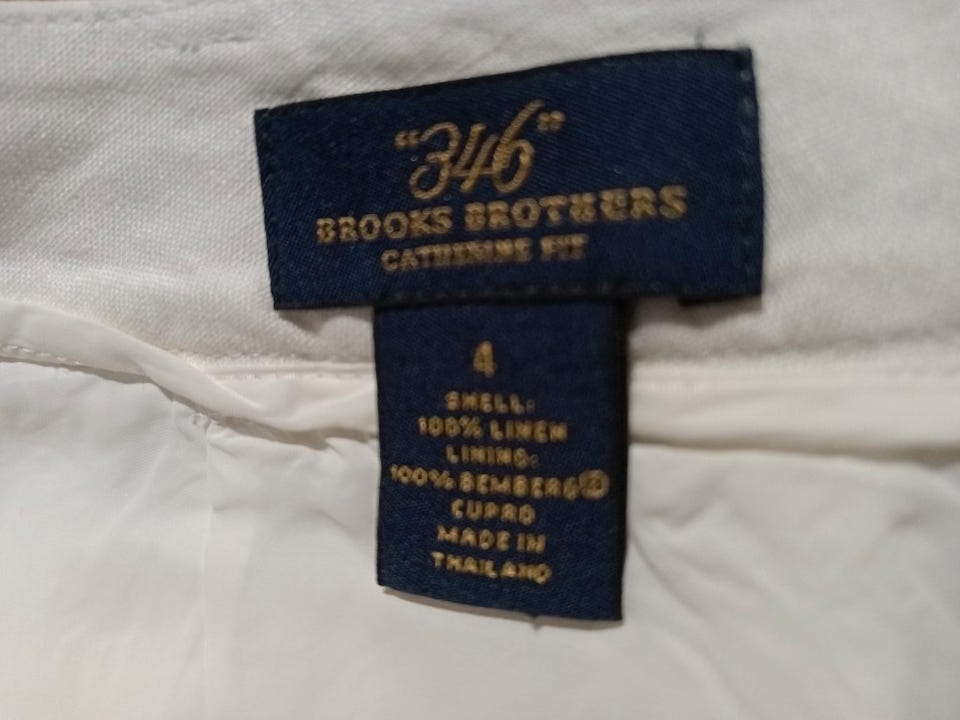 "346"
BROOKS BROTHERS
CATHERINE FIT
4
SHELL:
100% LINEN
LINING:
100% BEMBERG®
CUPRO
MADE IN
THAILAND